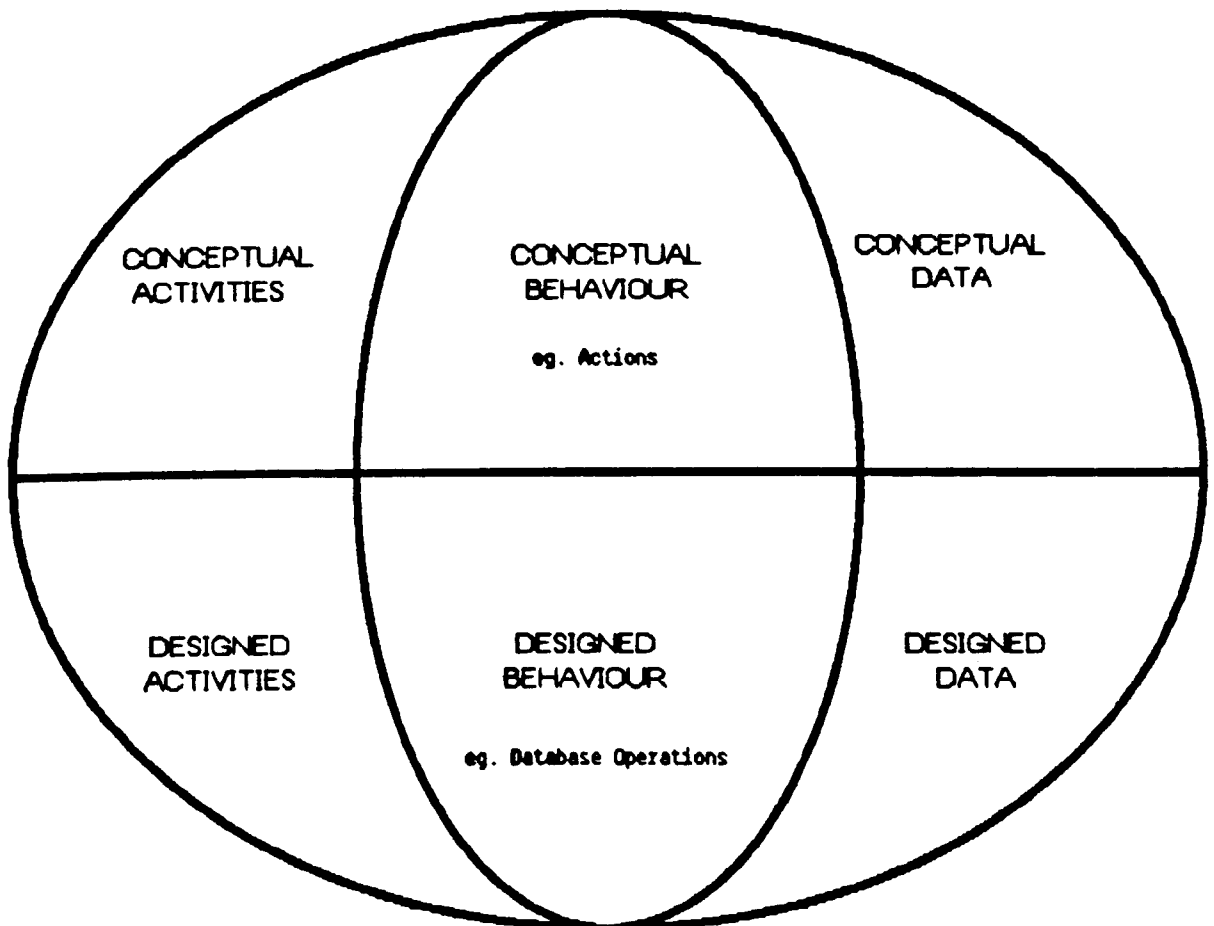 CONCEPTUAL
ACTIVITIES
CONCEPTUAL
BEHAVIOUR
eg. Actions
CONCEPTUAL
DATA
DESIGNED
ACTIVITIES
DESIGNED
BEHAVIOUR
eg. Database Operations
DESIGNED
DATA